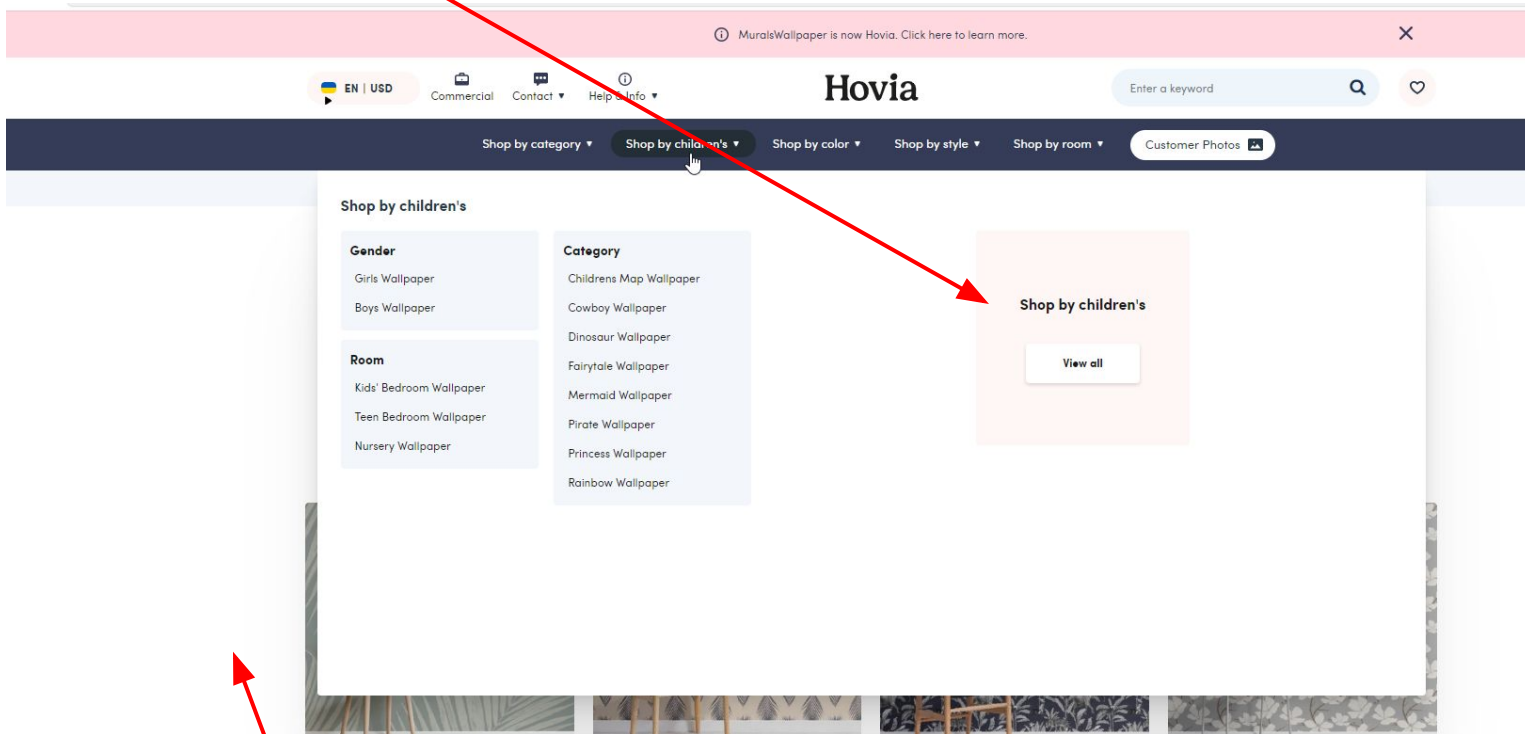 MuralsWallpaper is now Hovia. Click here to learn more.
EN | USD
Commercial
Contact ▾
Help & Info ▾
Hovia
Enter a keyword
Shop by category ▾
Shop by children's ▾
Shop by color ▾
Shop by style ▾
Shop by room ▾
Customer Photos
Shop by children's
Gender
Girls Wallpaper
Boys Wallpaper
Room
Kids' Bedroom Wallpaper
Teen Bedroom Wallpaper
Nursery Wallpaper
Category
Childrens Map Wallpaper
Cowboy Wallpaper
Dinosaur Wallpaper
Fairytale Wallpaper
Mermaid Wallpaper
Pirate Wallpaper
Princess Wallpaper
Rainbow Wallpaper
Shop by children's
View all